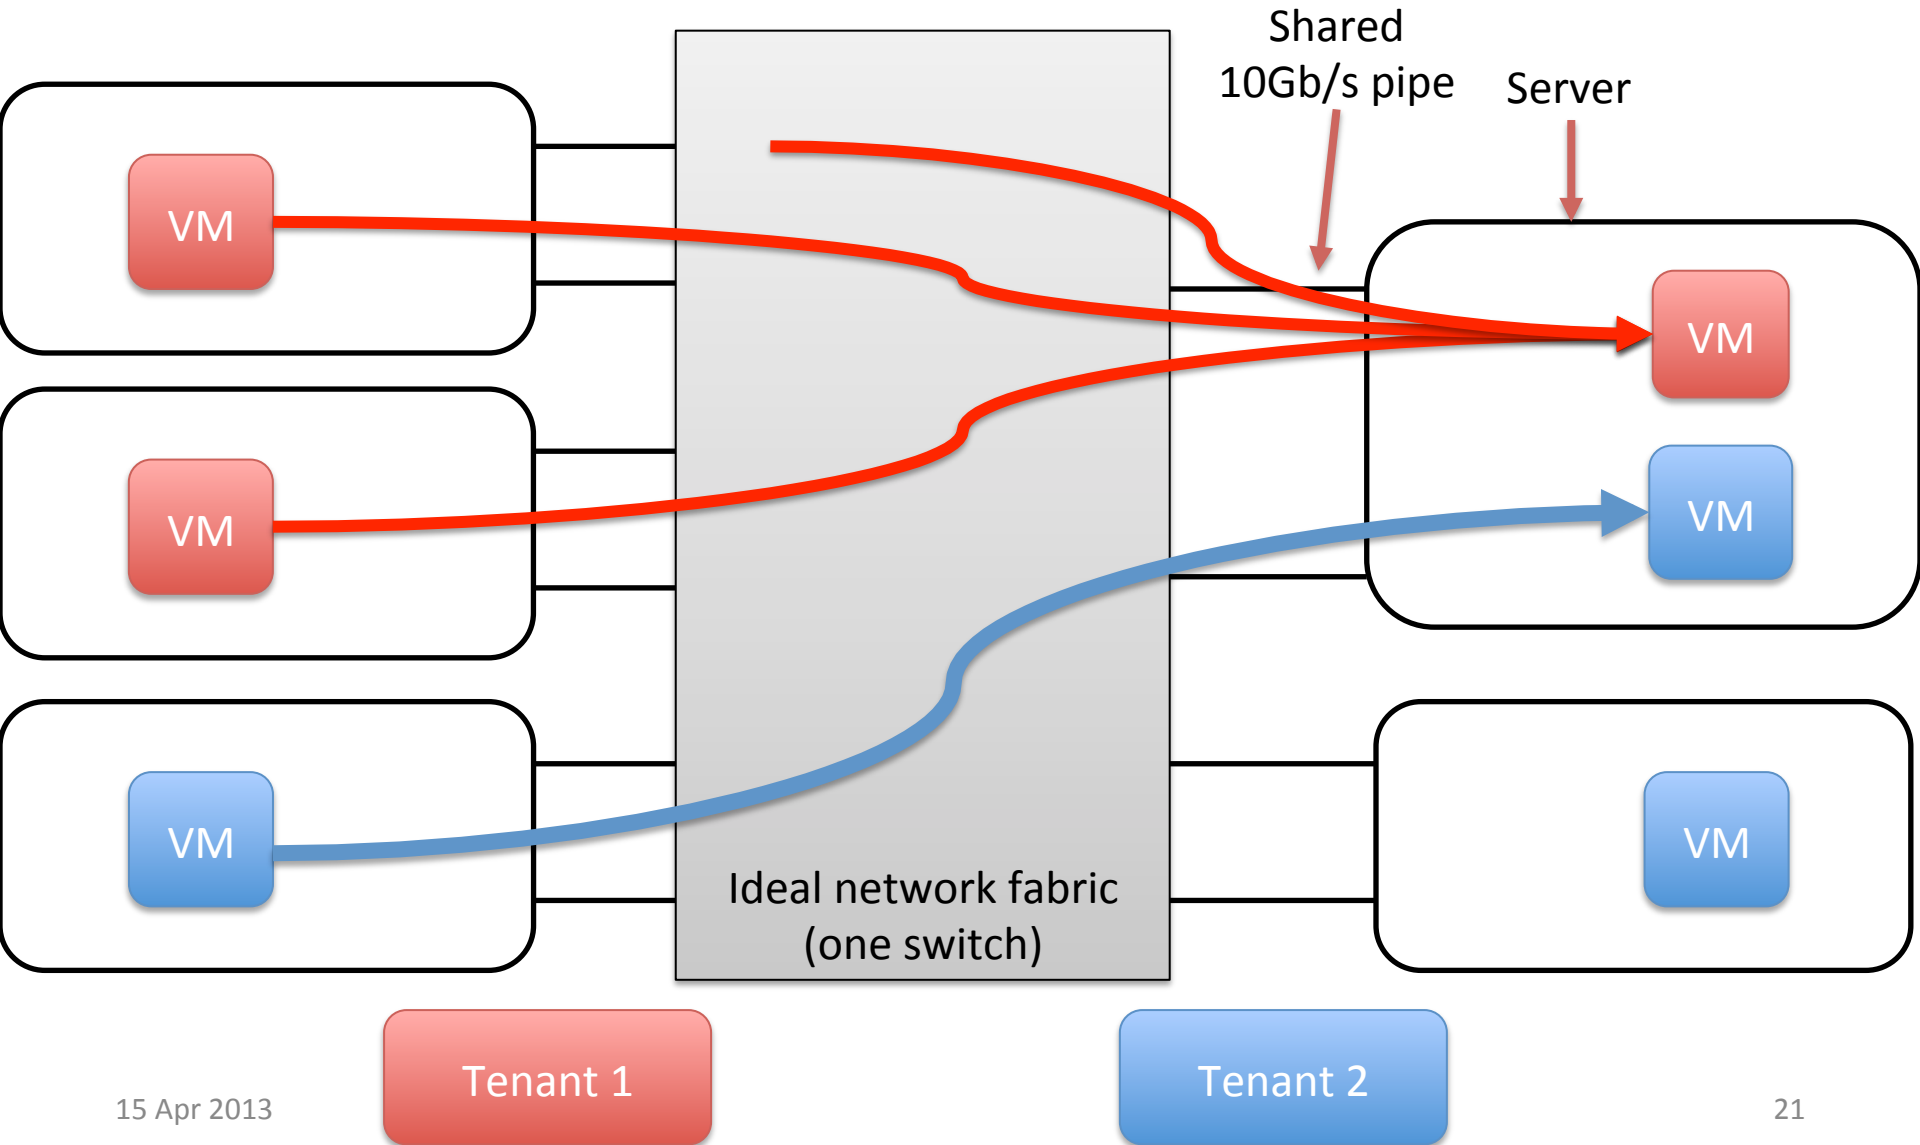 Shared
10Gb/s pipe
Server
VM
VM
VM
VM
VM
VM
Ideal network fabric
(one switch)
Tenant 1
Tenant 2
15 Apr 2013
21